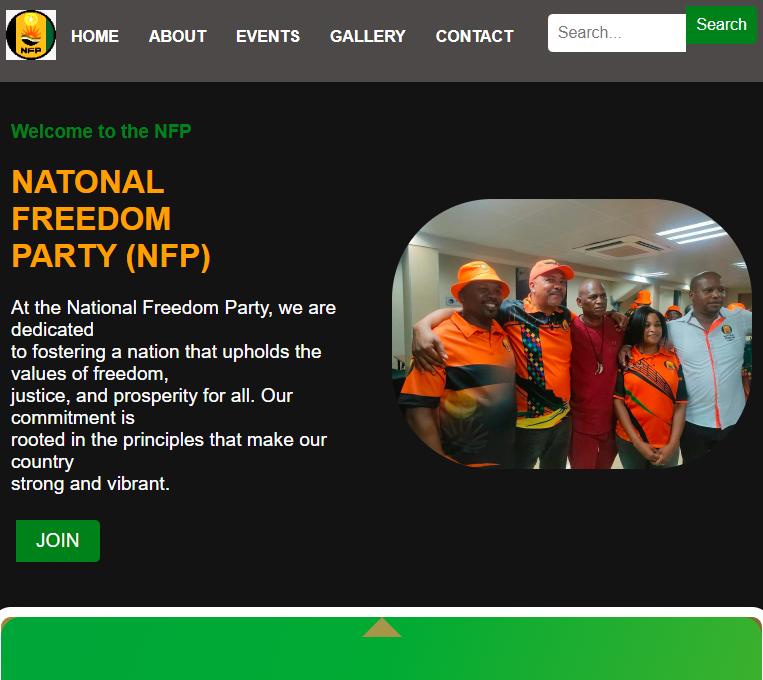 NFP
HOME
ABOUT
EVENTS
GALLERY
CONTACT
Search...
Search
Welcome to the NFP
NATONAL
FREEDOM
PARTY (NFP)
At the National Freedom Party, we are
dedicated
to fostering a nation that upholds the
values of freedom,
justice, and prosperity for all. Our
commitment is
rooted in the principles that make our
country
strong and vibrant.
JOIN